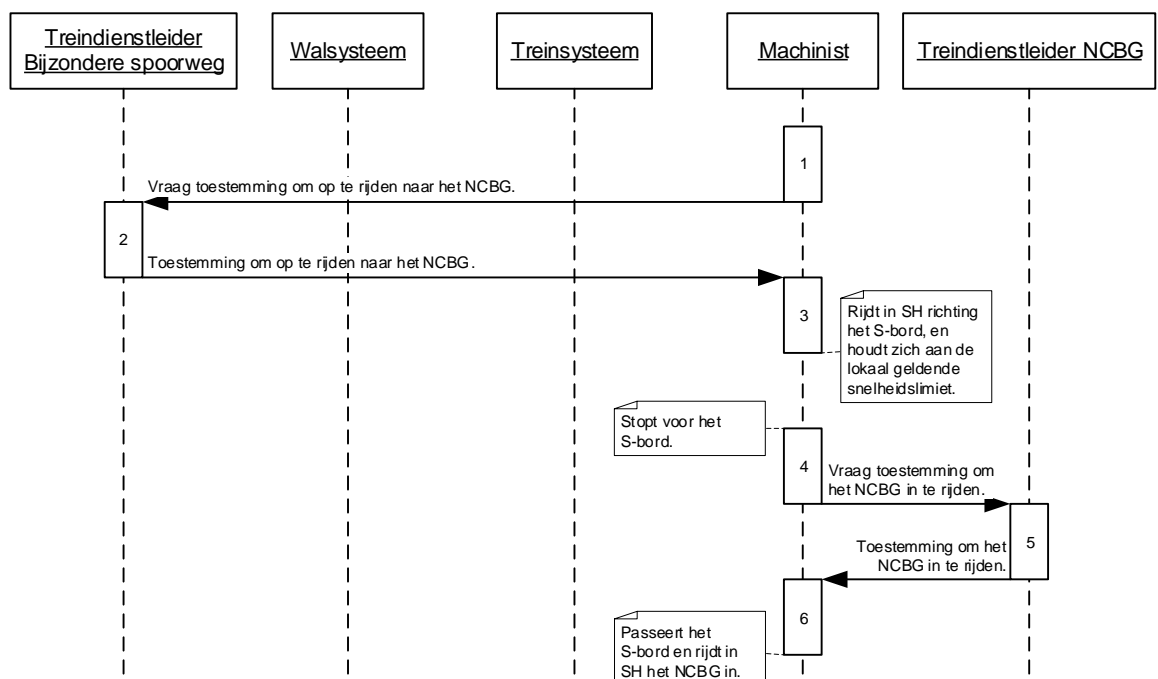 Treindienstleider
Bijzondere spoorweg
Walsysteem
Treinsysteem
Machinist
Treindienstleider NCBG
1
Vraag toestemming om op te rijden naar het NCBG.
2
Toestemming om op te rijden naar het NCBG.
3
Rijdt in SH richting
het S-bord, en
houdt zich aan de
lokaal geldende
snelheidslimiet.
Stopt voor het
S-bord.
4
Vraag toestemming om
het NCBG in te rijden.
5
Toestemming om het
NCBG in te rijden.
6
Passeert het
S-bord en rijdt in
SH het NCBG in.